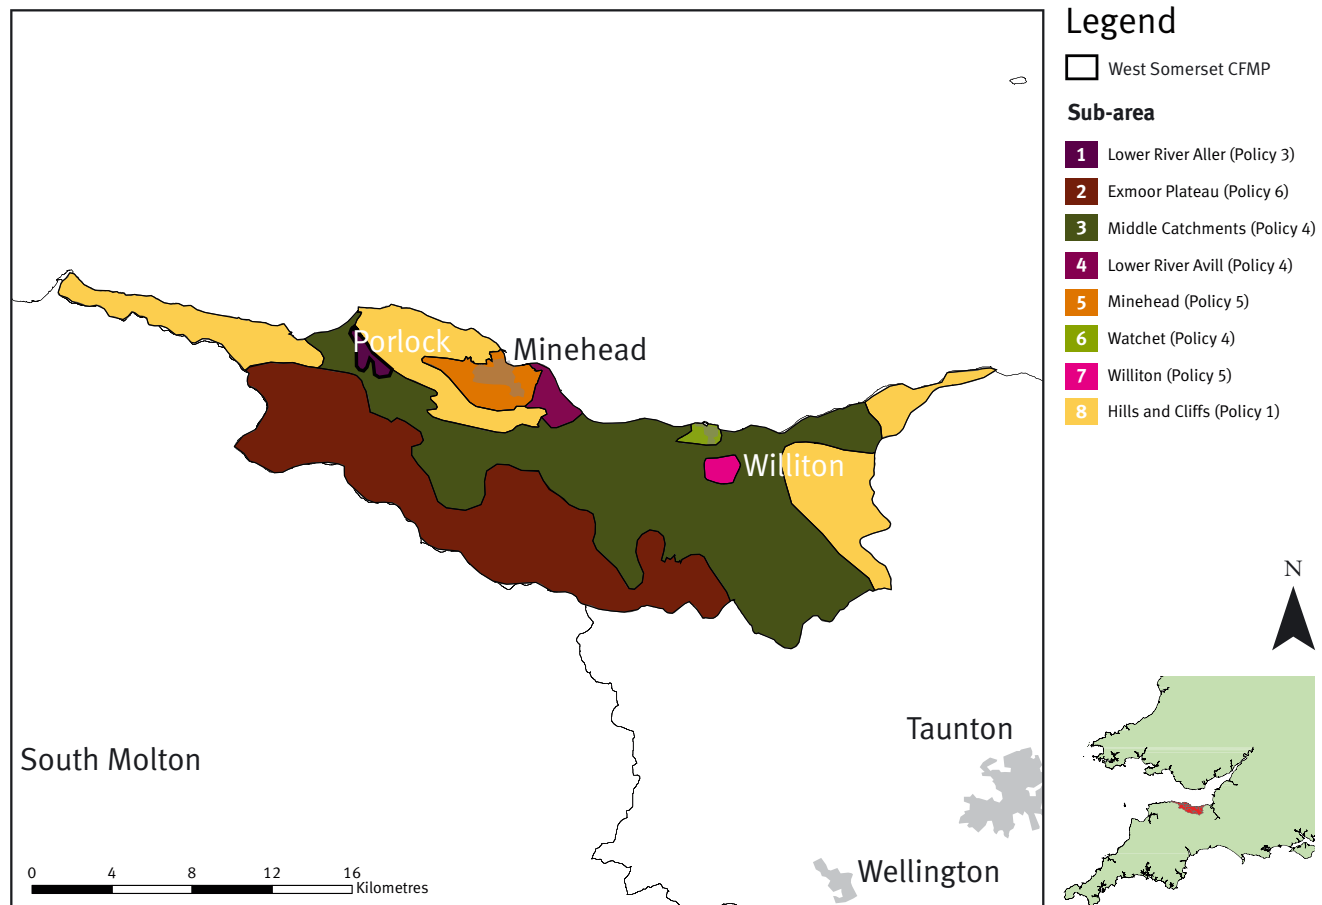 Legend
West Somerset CFMP
Sub-area
1 Lower River Aller (Policy 3)
2 Exmoor Plateau (Policy 6)
3 Middle Catchments (Policy 4)
4 Lower River Avill (Policy 4)
5 Minehead (Policy 5)
6 Watchet (Policy 4)
7 Williton (Policy 5)
8 Hills and Cliffs (Policy 1)
Porlock
Minehead
Williton
N
Taunton
South Molton
Wellington
0 4 8 12 16
Kilometres